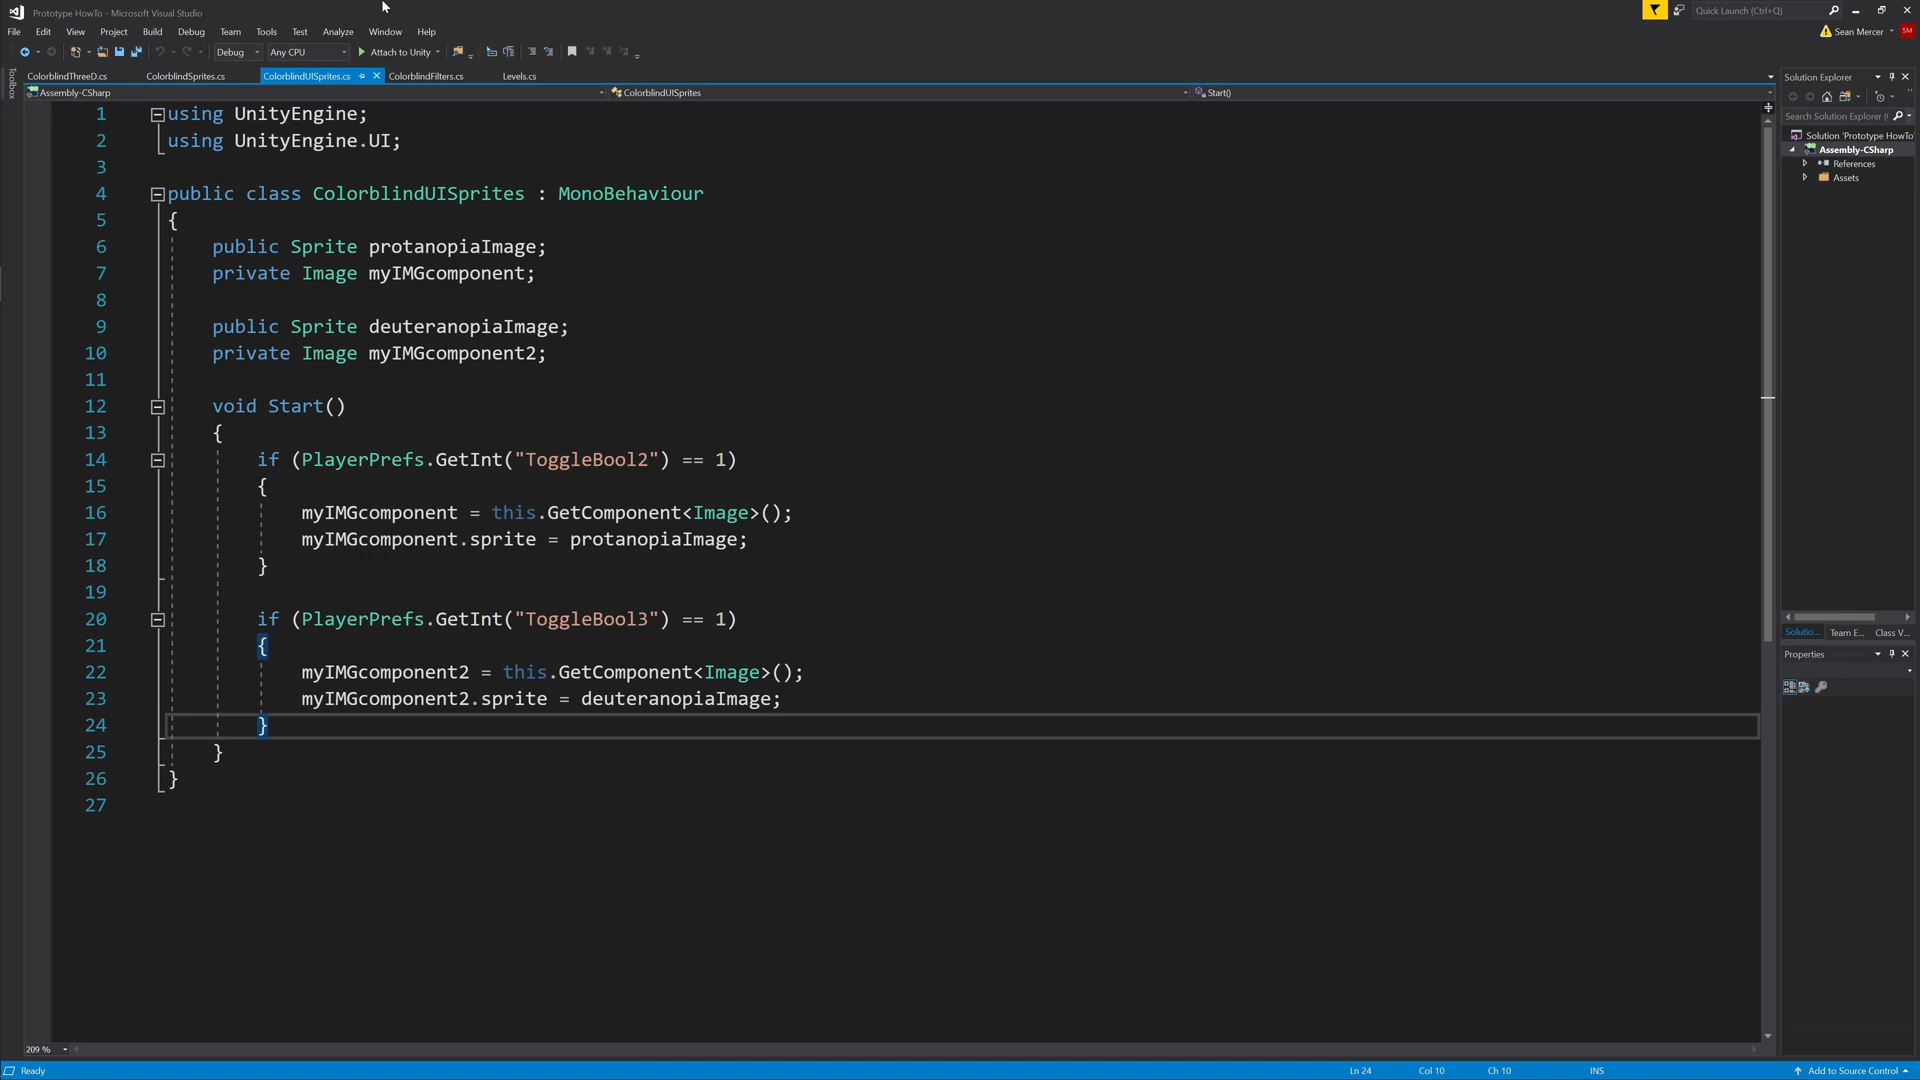 Prototype HowTo - Microsoft Visual Studio
Quick Launch (Ctrl+Q)
File Edit View Project Build Debug Team Tools Test Analyze Window Help
Sean Mercer
SM
Debug Any CPU Attach to Unity
Toolbox
ColorblindThreeD.cs ColorblindSprites.cs ColorblindUISprites.cs ColorblindFilters.cs Levels.cs
Assembly-CSharp ColorblindUISprites Start()
1 using UnityEngine;
2 using UnityEngine.UI;
3
4 public class ColorblindUISprites : MonoBehaviour
5 {
6 public Sprite protanopiaImage;
7 private Image myIMGcomponent;
8
9 public Sprite deuteranopiaImage;
10 private Image myIMGcomponent2;
11
12 void Start()
13 {
14 if (PlayerPrefs.GetInt("ToggleBool2") == 1)
15 {
16 myIMGcomponent = this.GetComponent<Image>();
17 myIMGcomponent.sprite = protanopiaImage;
18 }
19
20 if (PlayerPrefs.GetInt("ToggleBool3") == 1)
21 {
22 myIMGcomponent2 = this.GetComponent<Image>();
23 myIMGcomponent2.sprite = deuteranopiaImage;
24 }
25 }
26 }
27
Solution Explorer
Search Solution Explorer (
Solution 'Prototype HowTo'
Assembly-CSharp
References
Assets
Solutio... Team E... Class V...
Properties
209 %
Ready
Ln 24 Col 10 Ch 10 INS
Add to Source Control